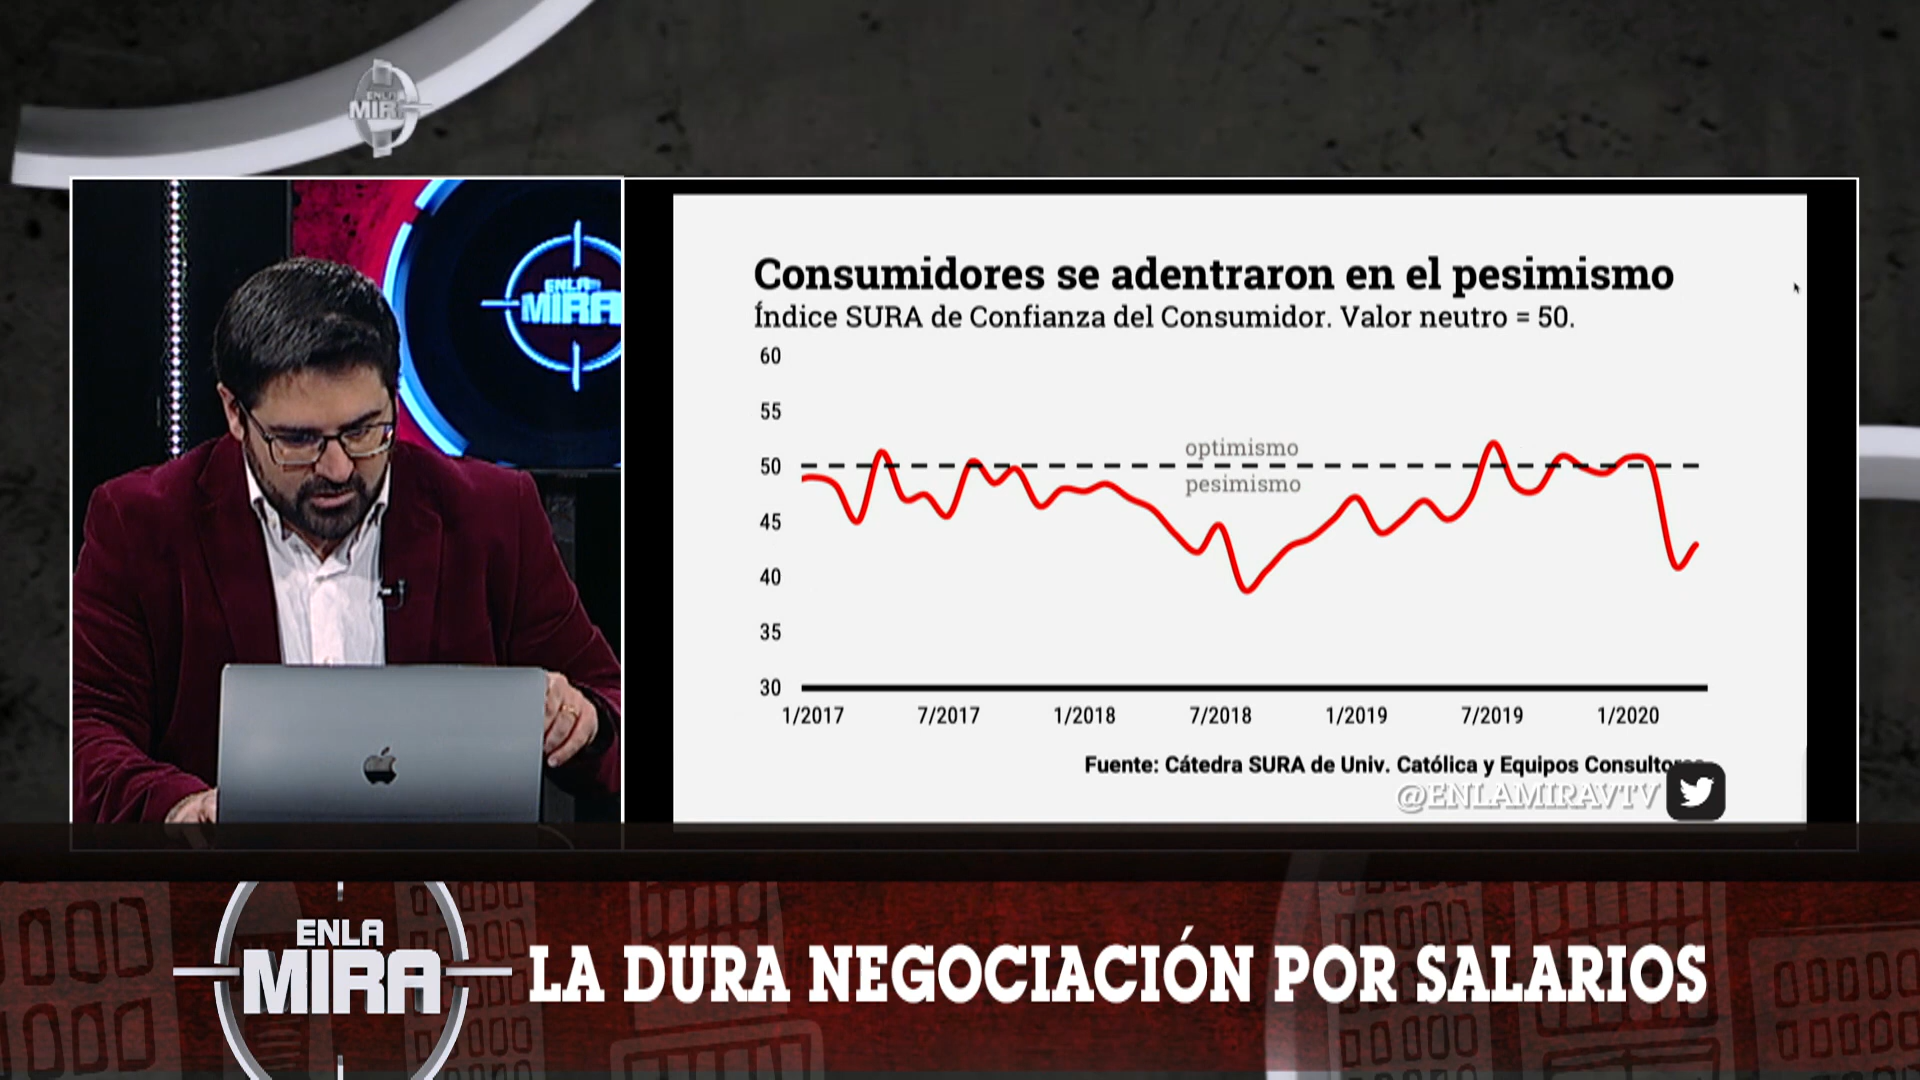 ENLA
MIRA
ENLA
MIRA
Consumidores se adentraron en el pesimismo
Índice SURA de Confianza del Consumidor. Valor neutro = 50.
60
55
optimismo
50
pesimismo
45
40
35
30
1/2017 7/2017 1/2018 7/2018 1/2019 7/2019 1/2020
Fuente: Cátedra SURA de Univ. Católica y Equipos
@ENLAMIRAVTV
ENLA
MIRA
LA DURA NEGOCIACIÓN POR SALARIOS